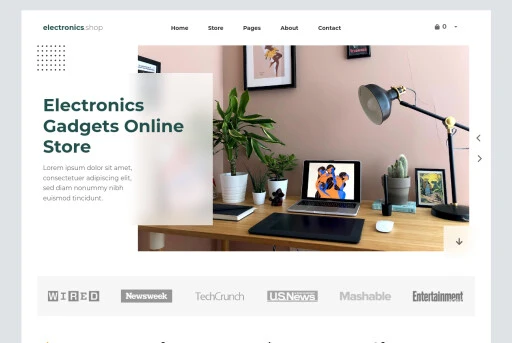 electronics.shop
Home Store Pages About Contact
0
Electronics
Gadgets Online
Store
Lorem ipsum dolor sit amet,
consectetuer adipiscing elit,
sed diam nonummy nibh
euismod tincidunt.
WIRED Newsweek TechCrunch U.S.News Mashable Entertainment